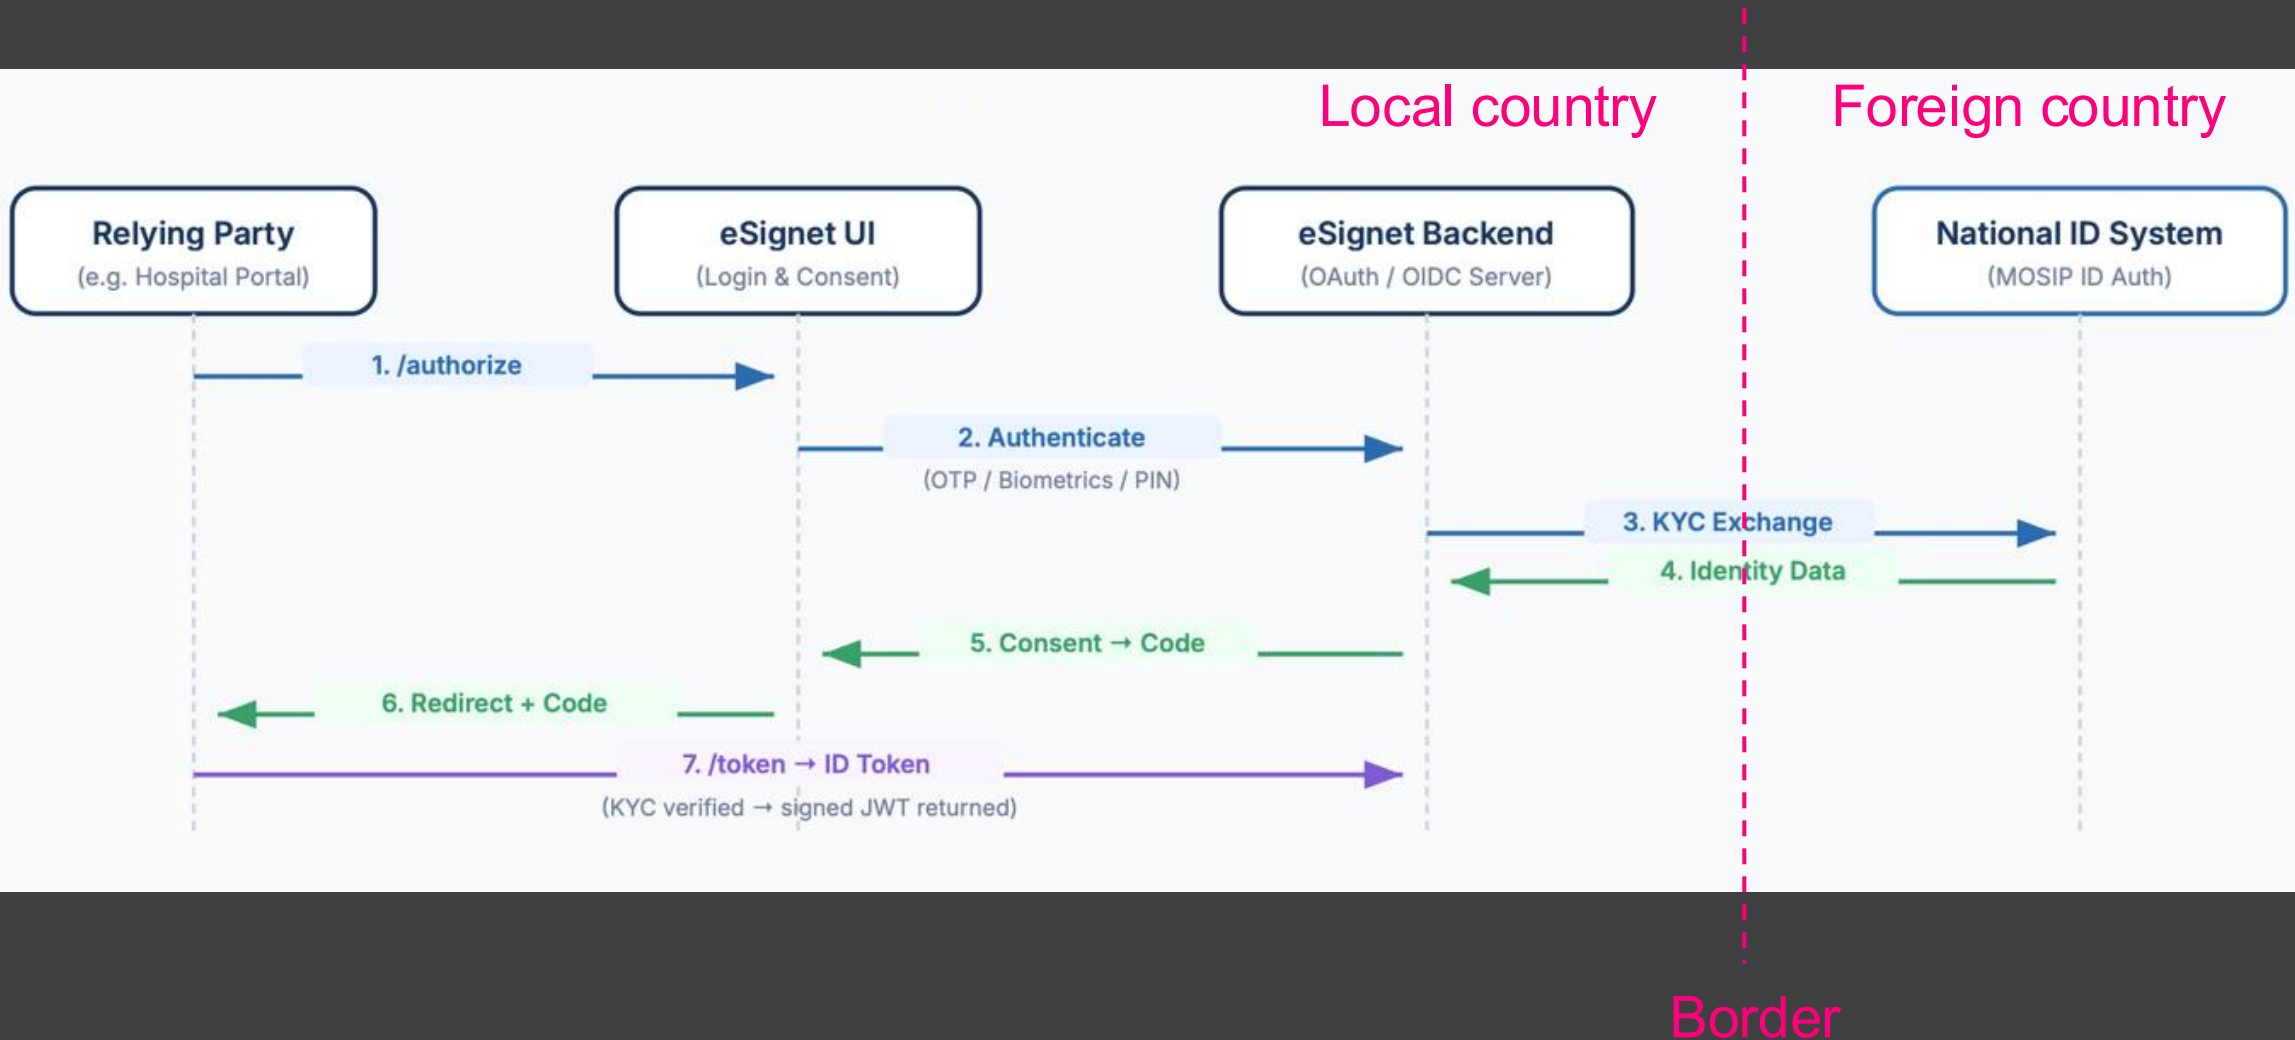 Local country
Foreign country
Relying Party
(e.g. Hospital Portal)
eSignet UI
(Login & Consent)
eSignet Backend
(OAuth / OIDC Server)
National ID System
(MOSIP ID Auth)
1. /authorize
2. Authenticate
(OTP / Biometrics / PIN)
3. KYC Exchange
4. Identity Data
5. Consent → Code
6. Redirect + Code
7. /token → ID Token
(KYC verified → signed JWT returned)
Border